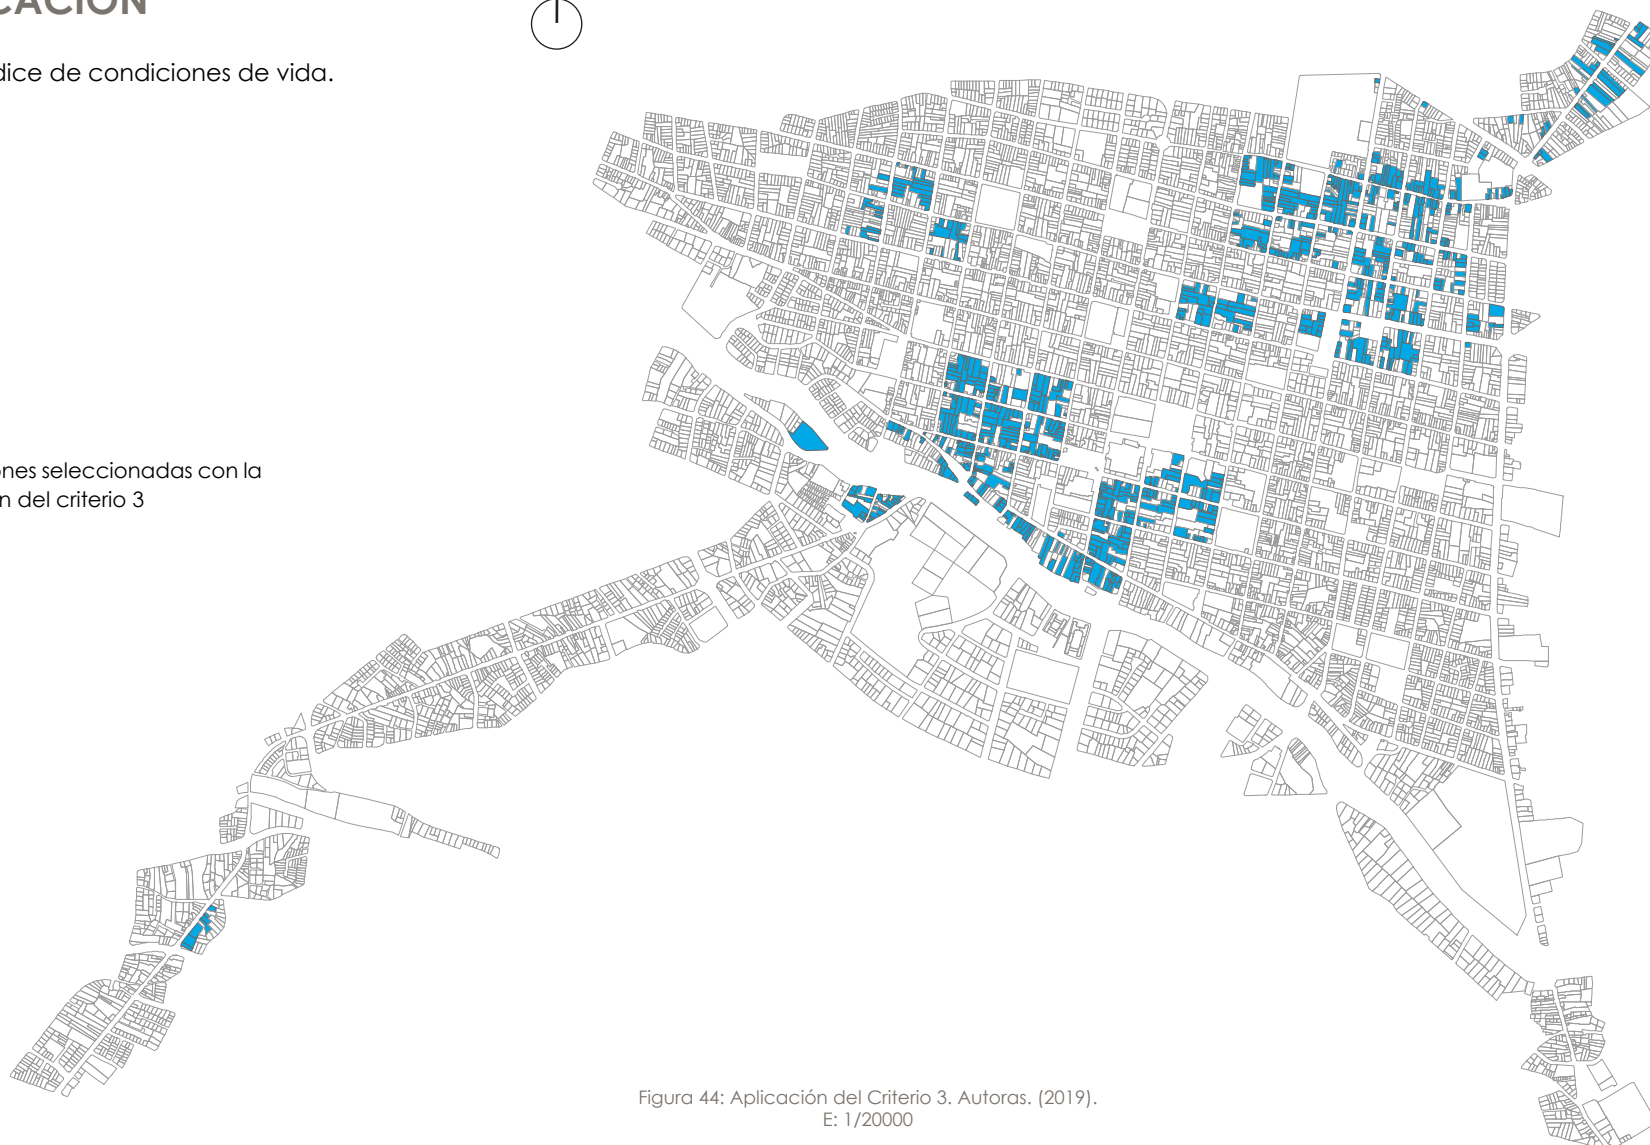 CACIÓN
dice de condiciones de vida.
ones seleccionadas con la
n del criterio 3
Figura 44: Aplicación del Criterio 3. Autoras. (2019).
E: 1/20000